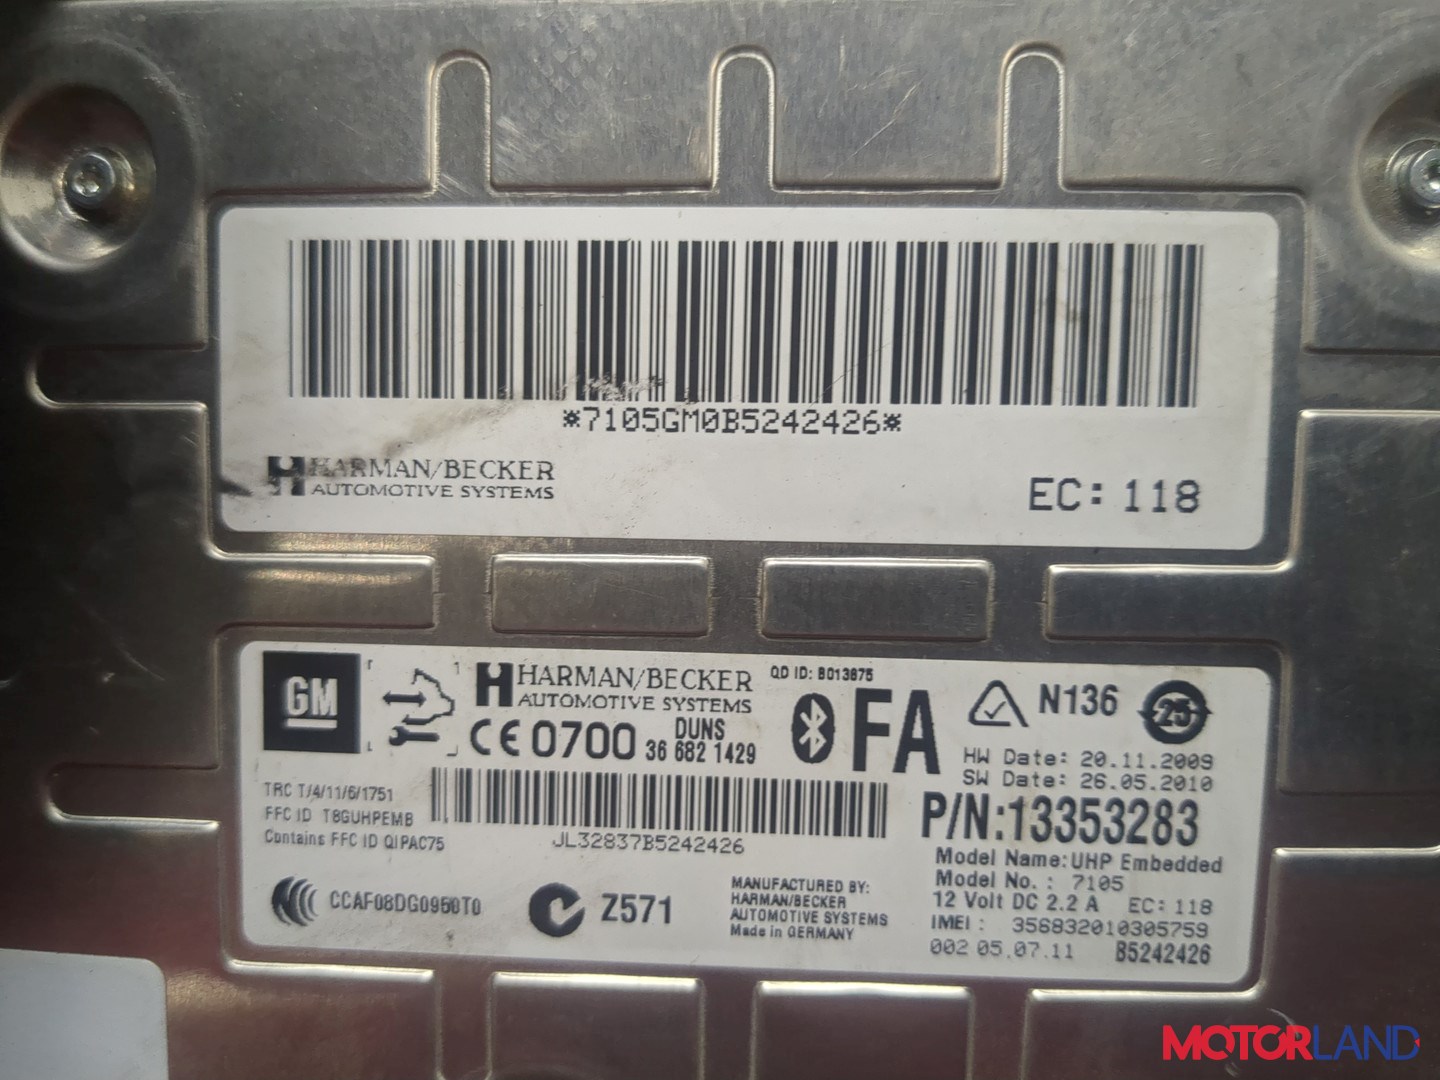 *7105GM0B5242426*
HARMAN/BECKER
AUTOMOTIVE SYSTEMS
EC: 118
GM
HARMAN/BECKER
AUTOMOTIVE SYSTEMS
QD ID: B013875
CE 0700
DUNS
36 682 1429
FA
N136
25
HW Date: 20.11.2009
SW Date: 26.05.2010
TRC T/4/11/6/1751
FFC ID T8GUHPEMB
Contains FFC ID QIPAC75
JL32837B5242426
P/N:13353283
Model Name: UHP Embedded
Model No.: 7105
12 Volt DC 2.2 A EC: 118
IMEI: 356832010305759
002 05.07.11 B5242426
CCAF08DG0950T0
Z571
MANUFACTURED BY:
HARMAN/BECKER
AUTOMOTIVE SYSTEMS
Made in GERMANY
MOTORLAND